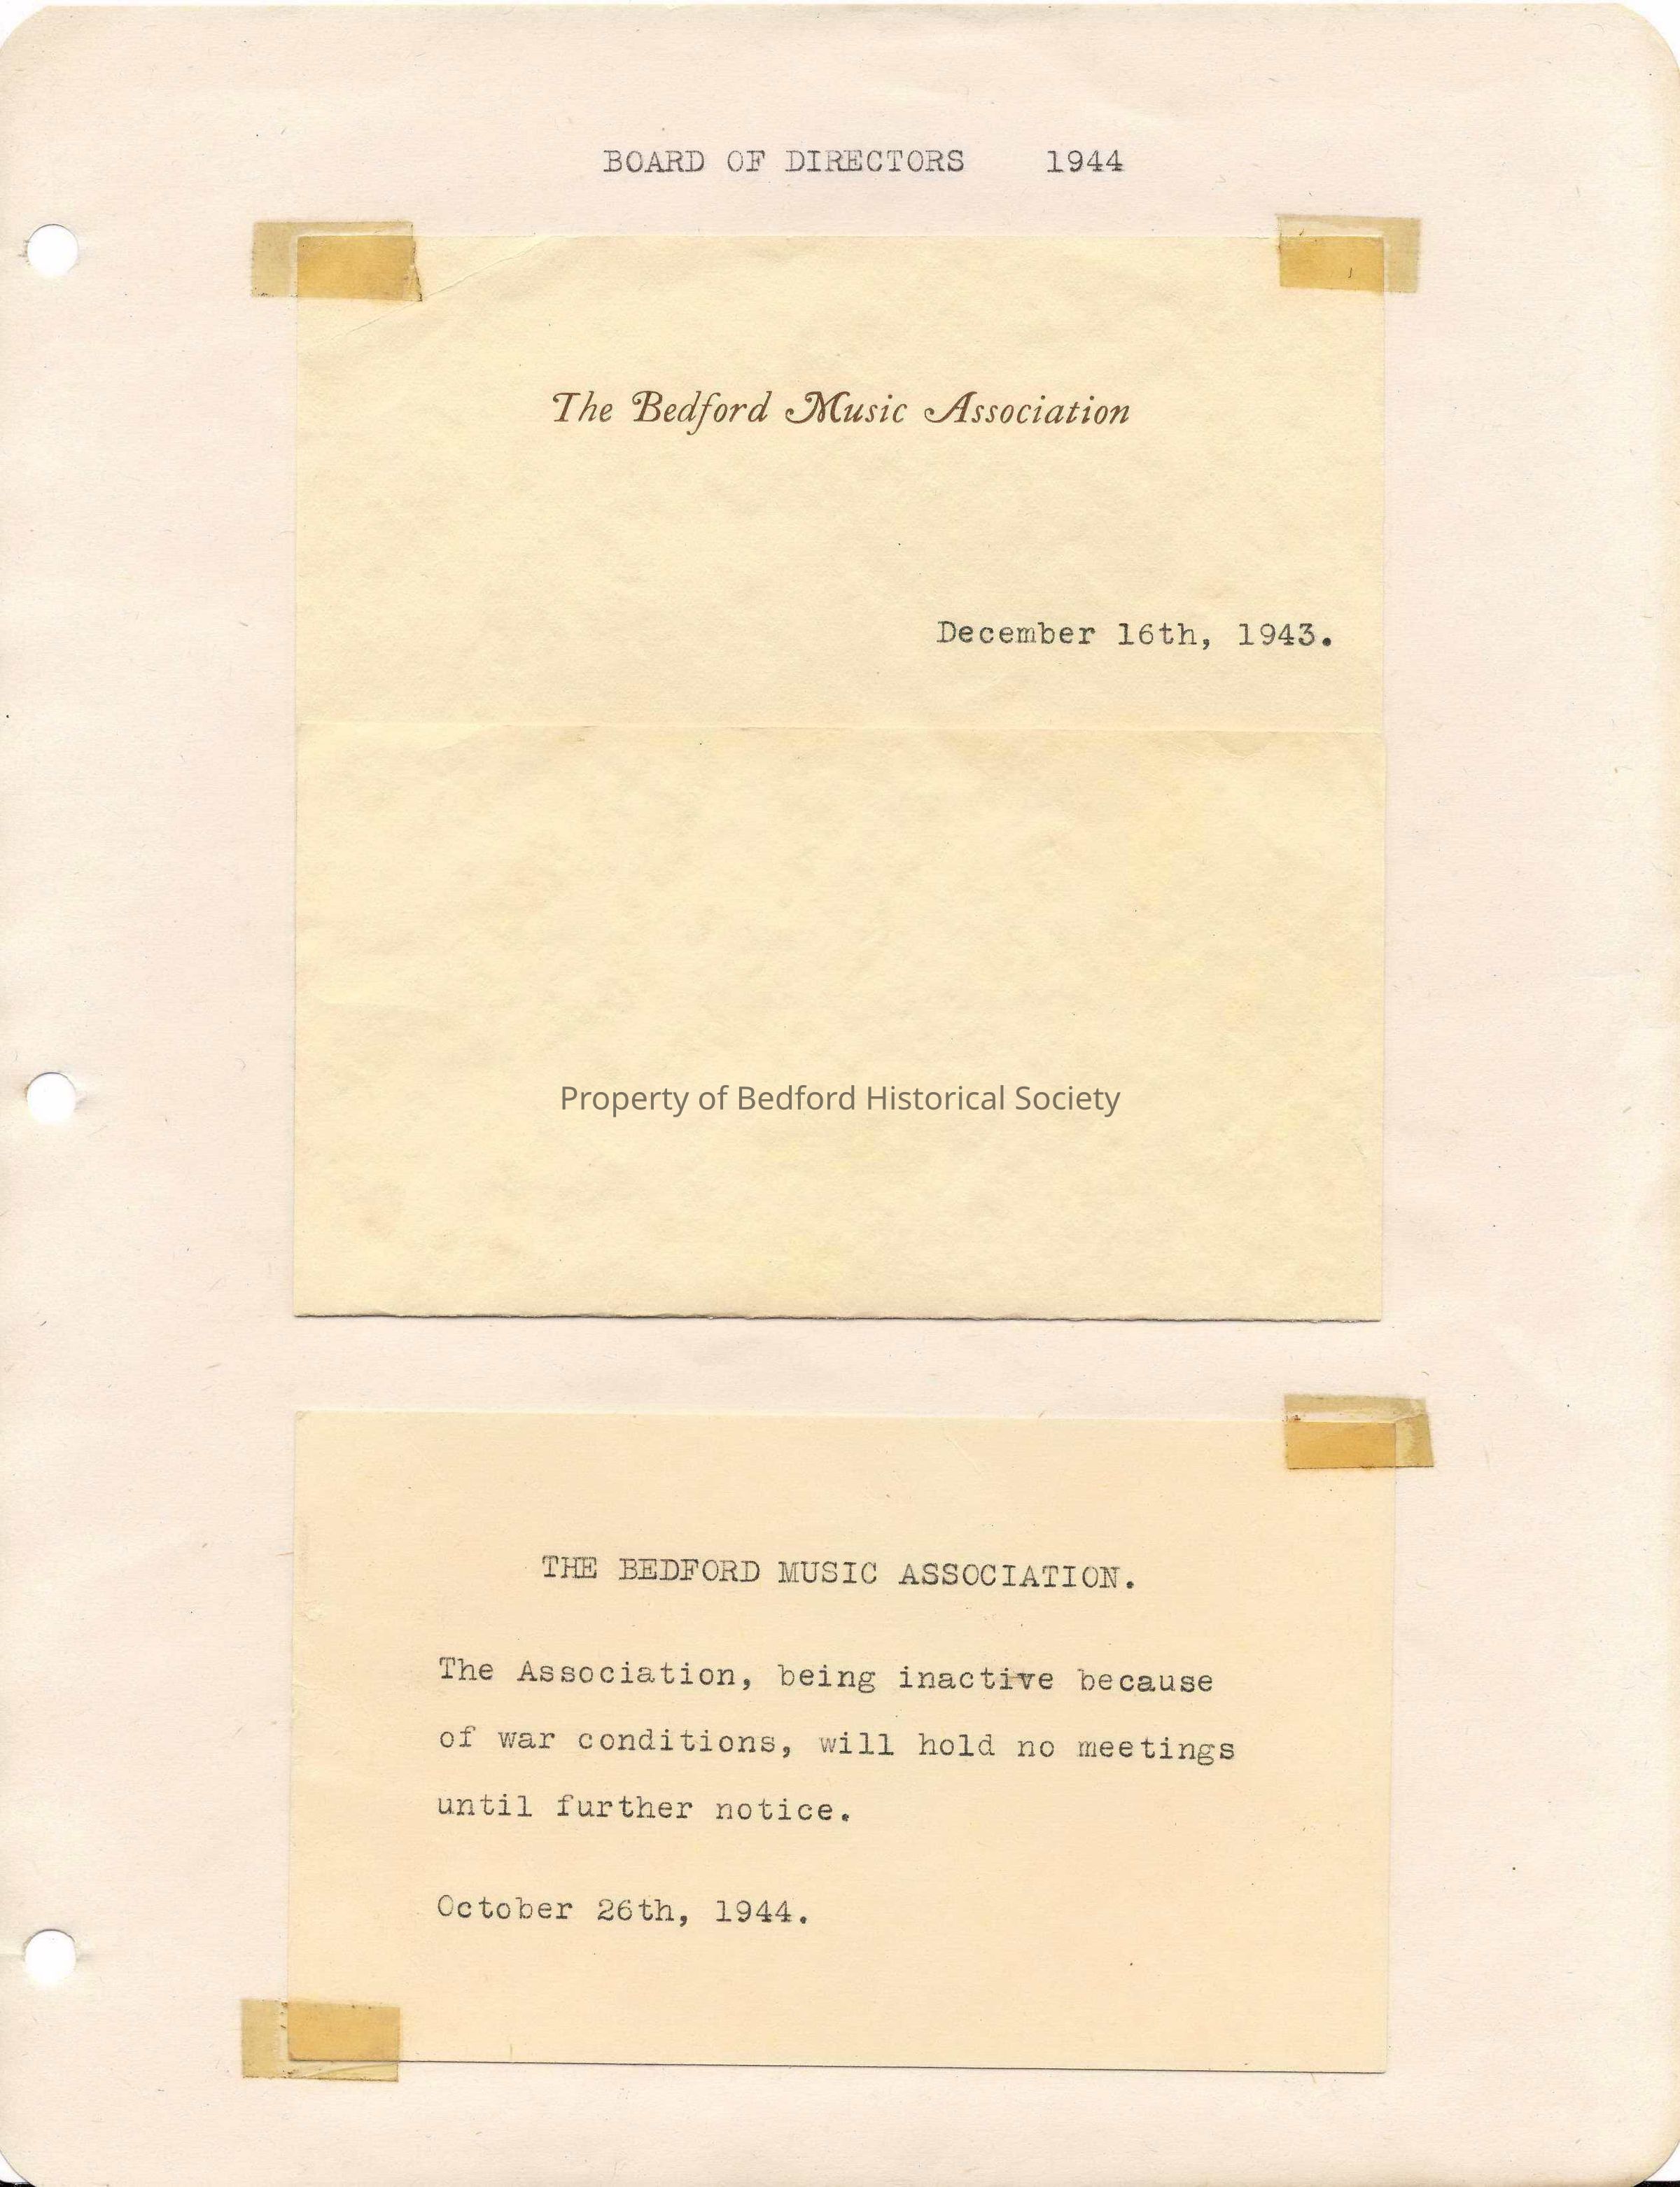 BOARD OF DIRECTORS 1944
The Bedford Music Association
December 16th, 1943.
Property of Bedford Historical Society
THE BEDFORD MUSIC ASSOCIATION.
The Association, being inactive because
of war conditions, will hold no meetings
until further notice.
October 26th, 1944.